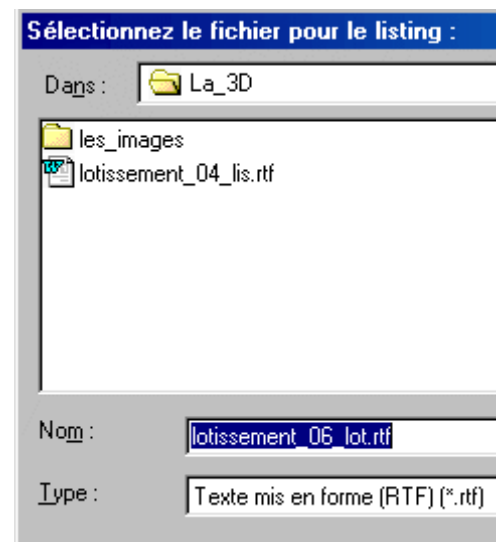 Sélectionnez le fichier pour le listing :
Dans : La_3D
les_images
lotissement_04_lis.rtf
Nom : lotissement_06_lot.rtf
Type : Texte mis en forme (RTF) (*.rtf)